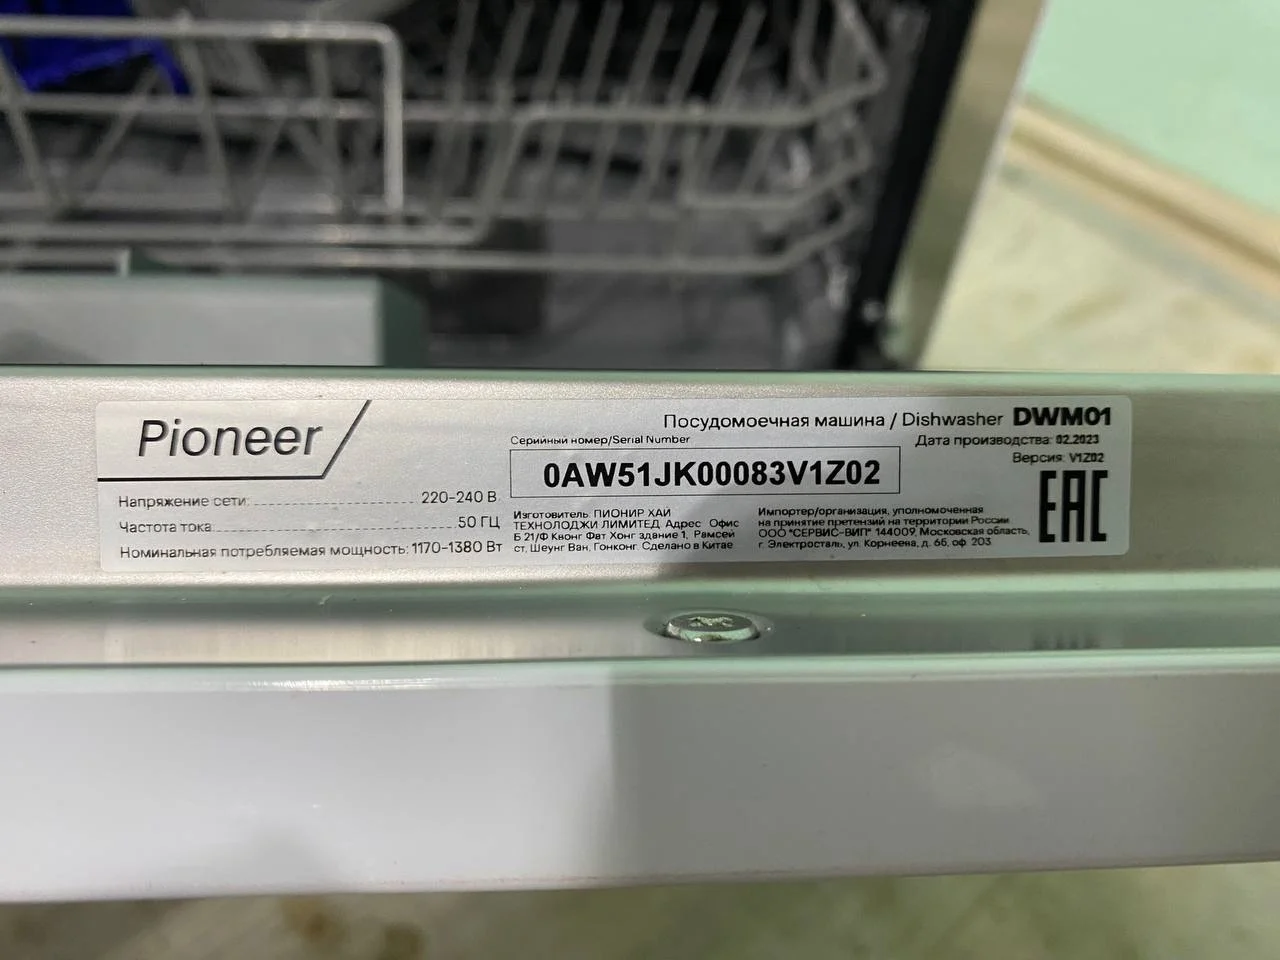 Pioneer
Посудомоечная машина / Dishwasher DWM01
Серийный номер/Serial Number
Дата производства: 02.2023
0AW51JK00083V1Z02
Версия: V1Z02
Напряжение сети: 220-240 В
Частота тока 50 ГЦ
Номинальная потребляемая мощность: 1170-1380 Вт
Изготовитель: ПИОНИР ХАЙ
ТЕХНОЛОДЖИ ЛИМИТЕД Адрес: Офис
Б 21/Ф Квонг Фат Хонг здание 1, Рамсей
ст, Шеунг Ван, Гонконг. Сделано в Китае
Импортер/организация, уполномоченная
на принятие претензий на территории России:
ООО "СЕРВИС-ВИП" 144009, Московская область,
г. Электросталь, ул. Корнеева, д. 6б, оф. 203
EAC